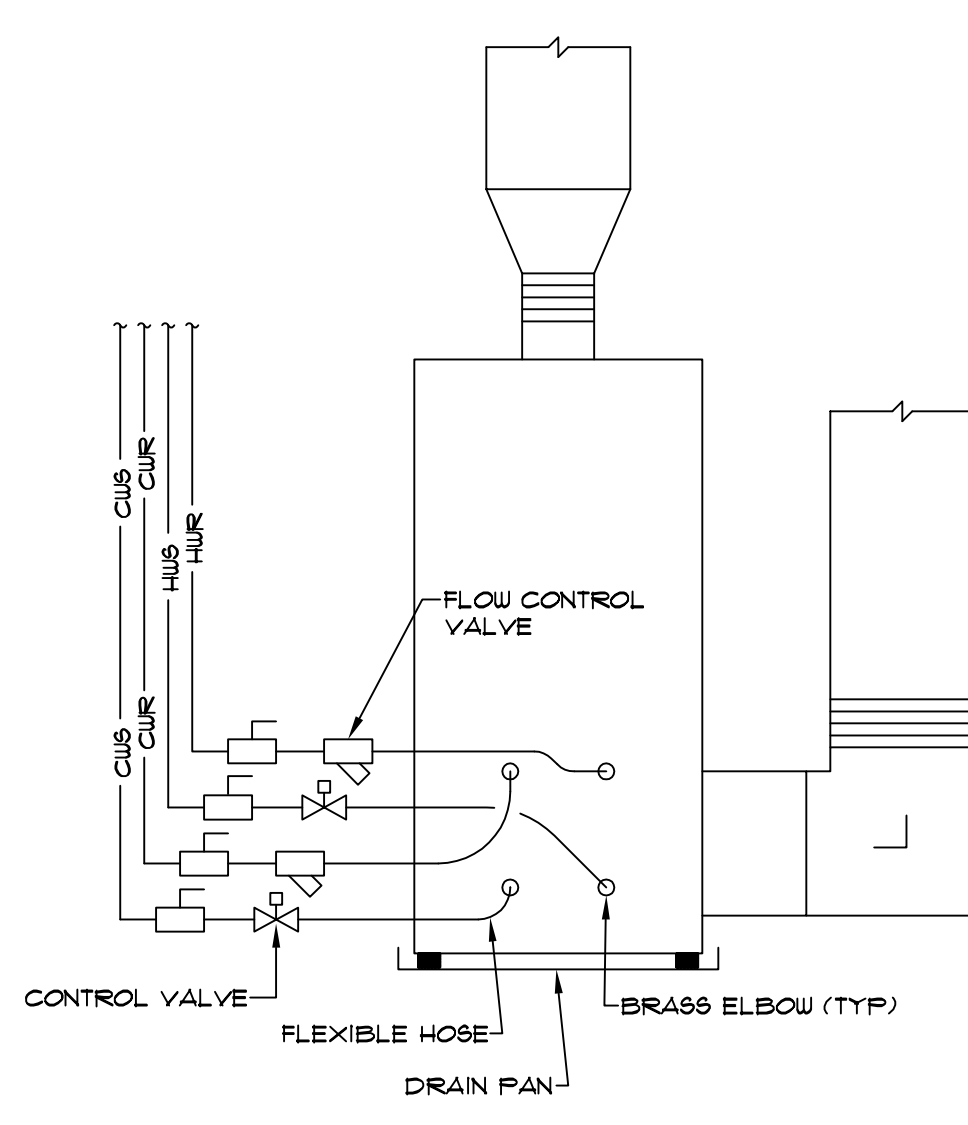 CWS
CWR
HWS
HWR
FLOW CONTROL
VALVE
CWS
CWR
CONTROL VALVE
BRASS ELBOW (TYP)
FLEXIBLE HOSE
DRAIN PAN